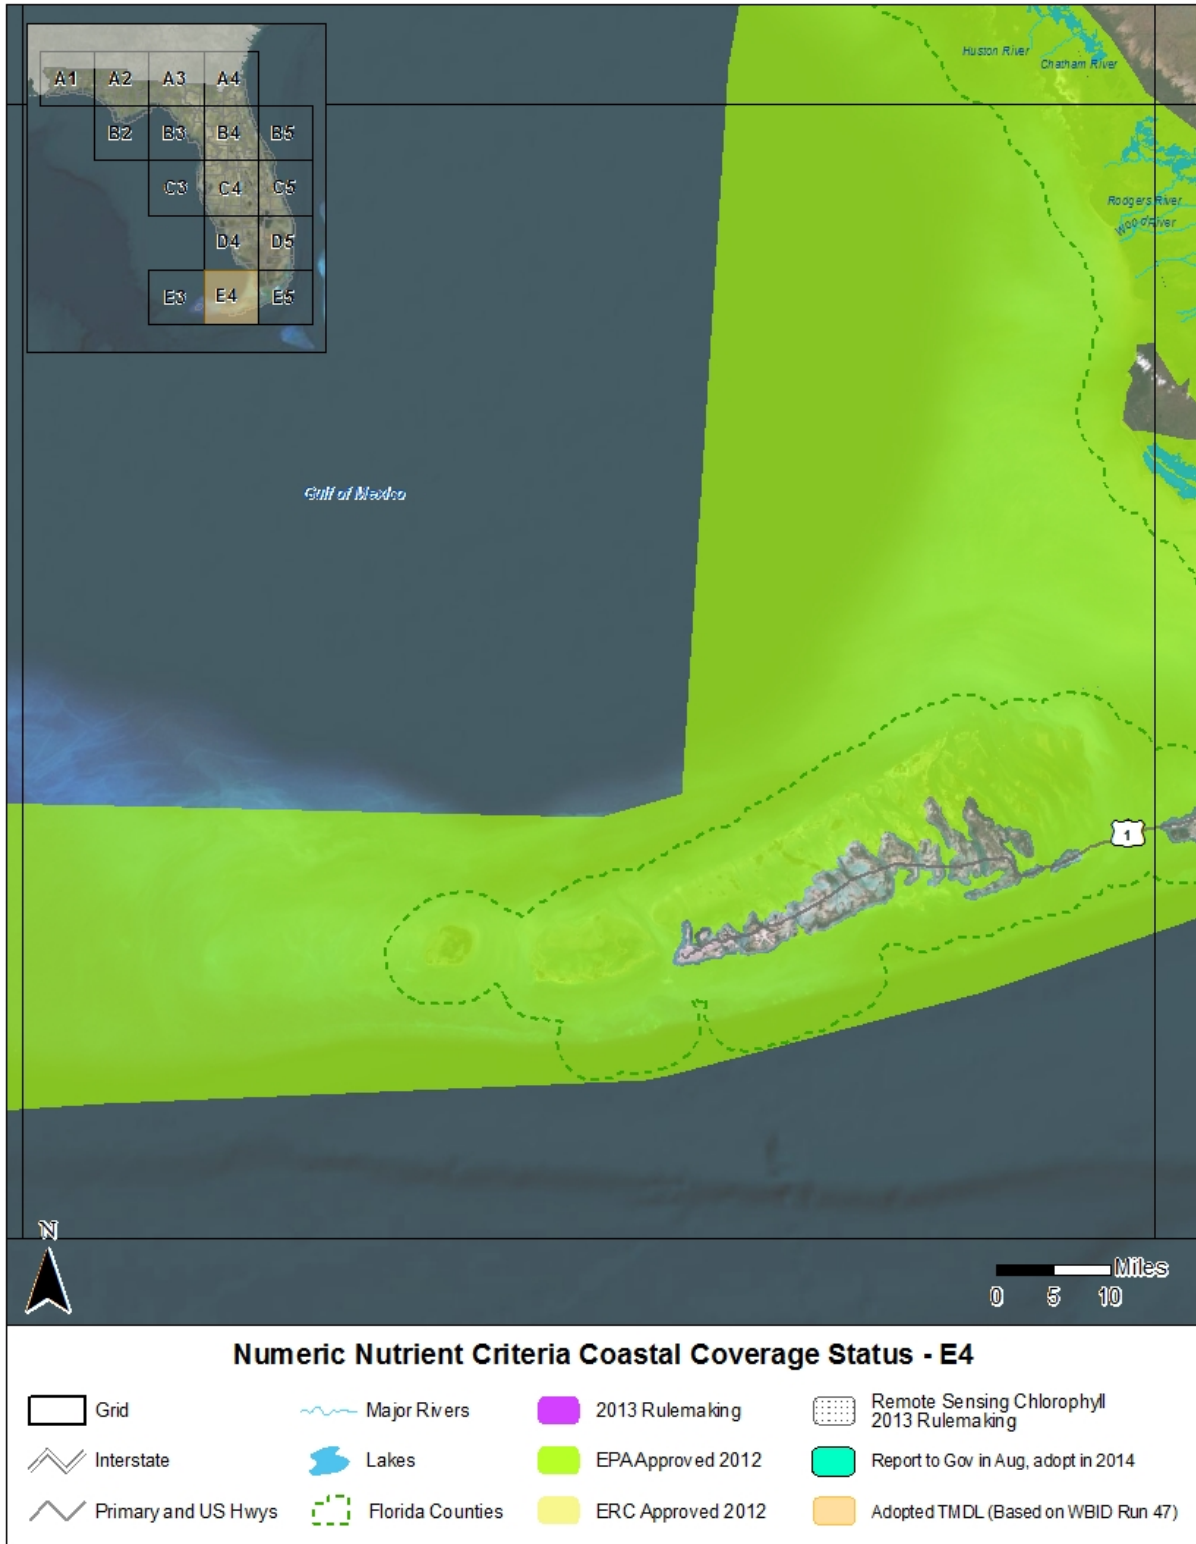 Huston River
Chatham River
A1 A2 A3 A4
B2 B3 B4 B5
C3 C4 C5
D4 D5
E3 E4 E5
Rodgers River
Wood River
Gulf of Mexico
1
N
Miles
0 5 10
Numeric Nutrient Criteria Coastal Coverage Status - E4
Grid
Major Rivers
2013 Rulemaking
Remote Sensing Chlorophyll
2013 Rulemaking
Interstate
Lakes
EPA Approved 2012
Report to Gov in Aug, adopt in 2014
Primary and US Hwys
Florida Counties
ERC Approved 2012
Adopted TMDL (Based on WBID Run 47)